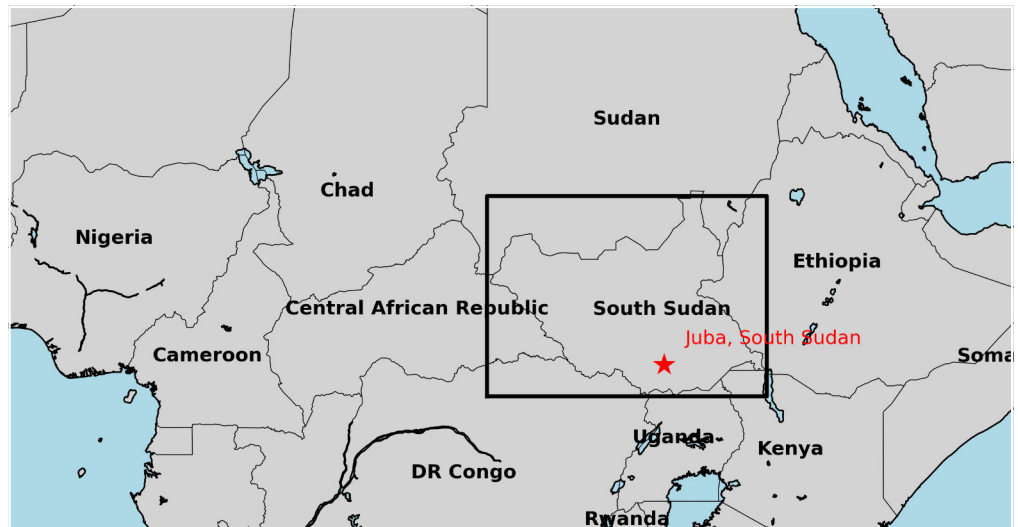 Sudan
Chad
Nigeria
Ethiopia
Central African Republic
South Sudan
Juba, South Sudan
Cameroon
Soma
Uganda
Kenya
DR Congo
Rwanda